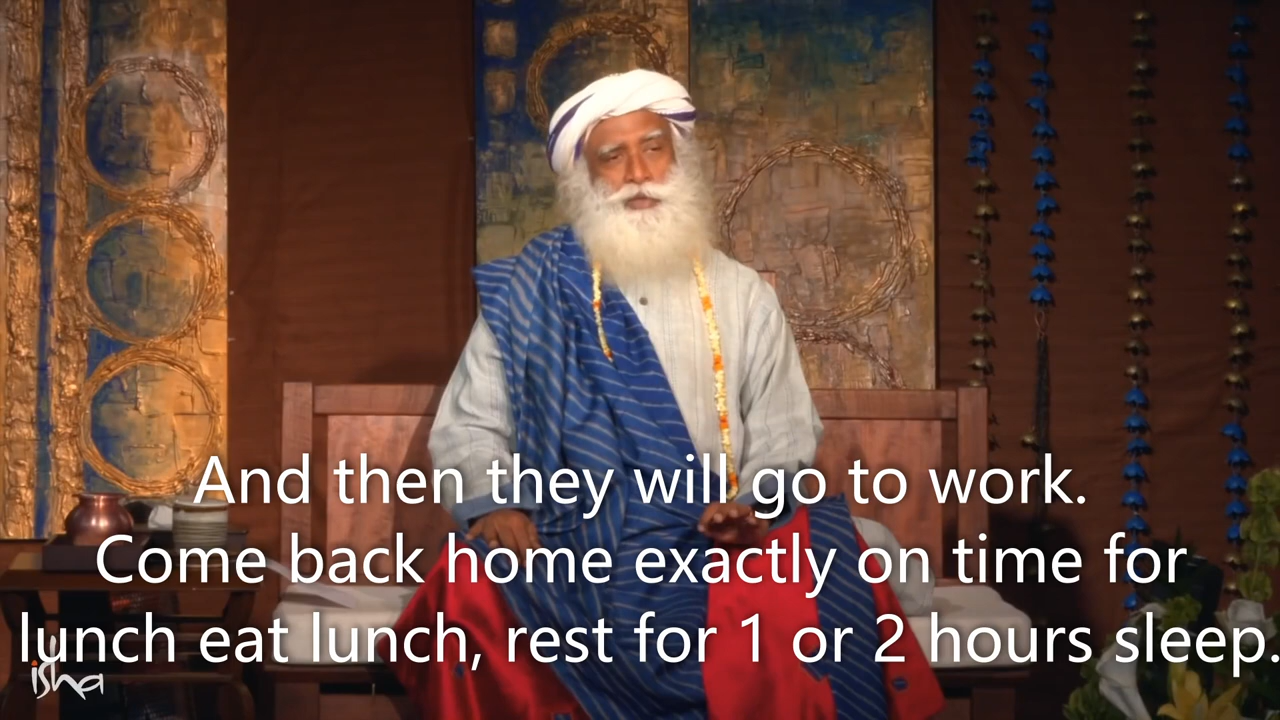 And then they will go to work.
Come back home exactly on time for
lunch eat lunch, rest for 1 or 2 hours sleep.
isha